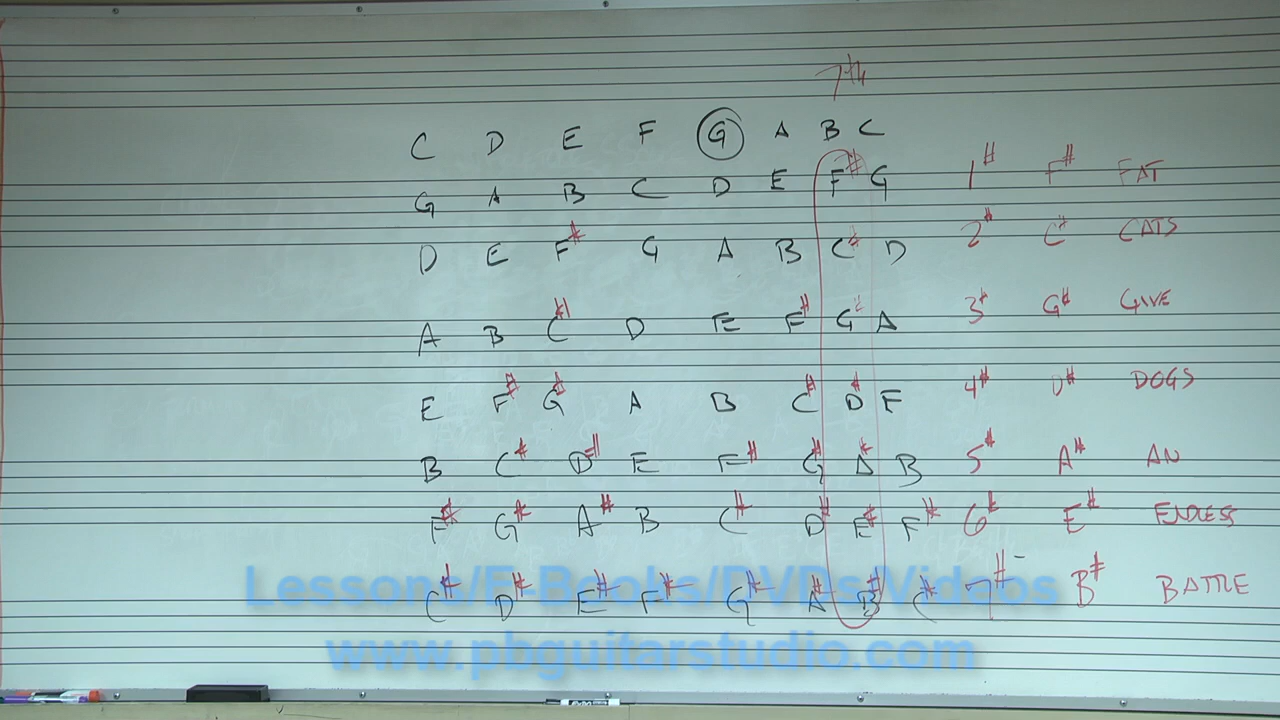 7th
C D E F G A B C
G A B C D E F# G 1# F# FAT
D E F# G A B C# D 2# C# CATS
A B C# D E F# G# A 3# G# GIVE
E F# G# A B C# D# E 4# D# DOGS
B C# D# E F# G# A# B 5# A# AN
F# G# A# B C# D# E# F# 6# E# ENDLESS
C# D# E# F# G# A# B# C# 7# B# BATTLE
Lessons/E-Books/DVDs/Videos
www.pbguitarstudio.com